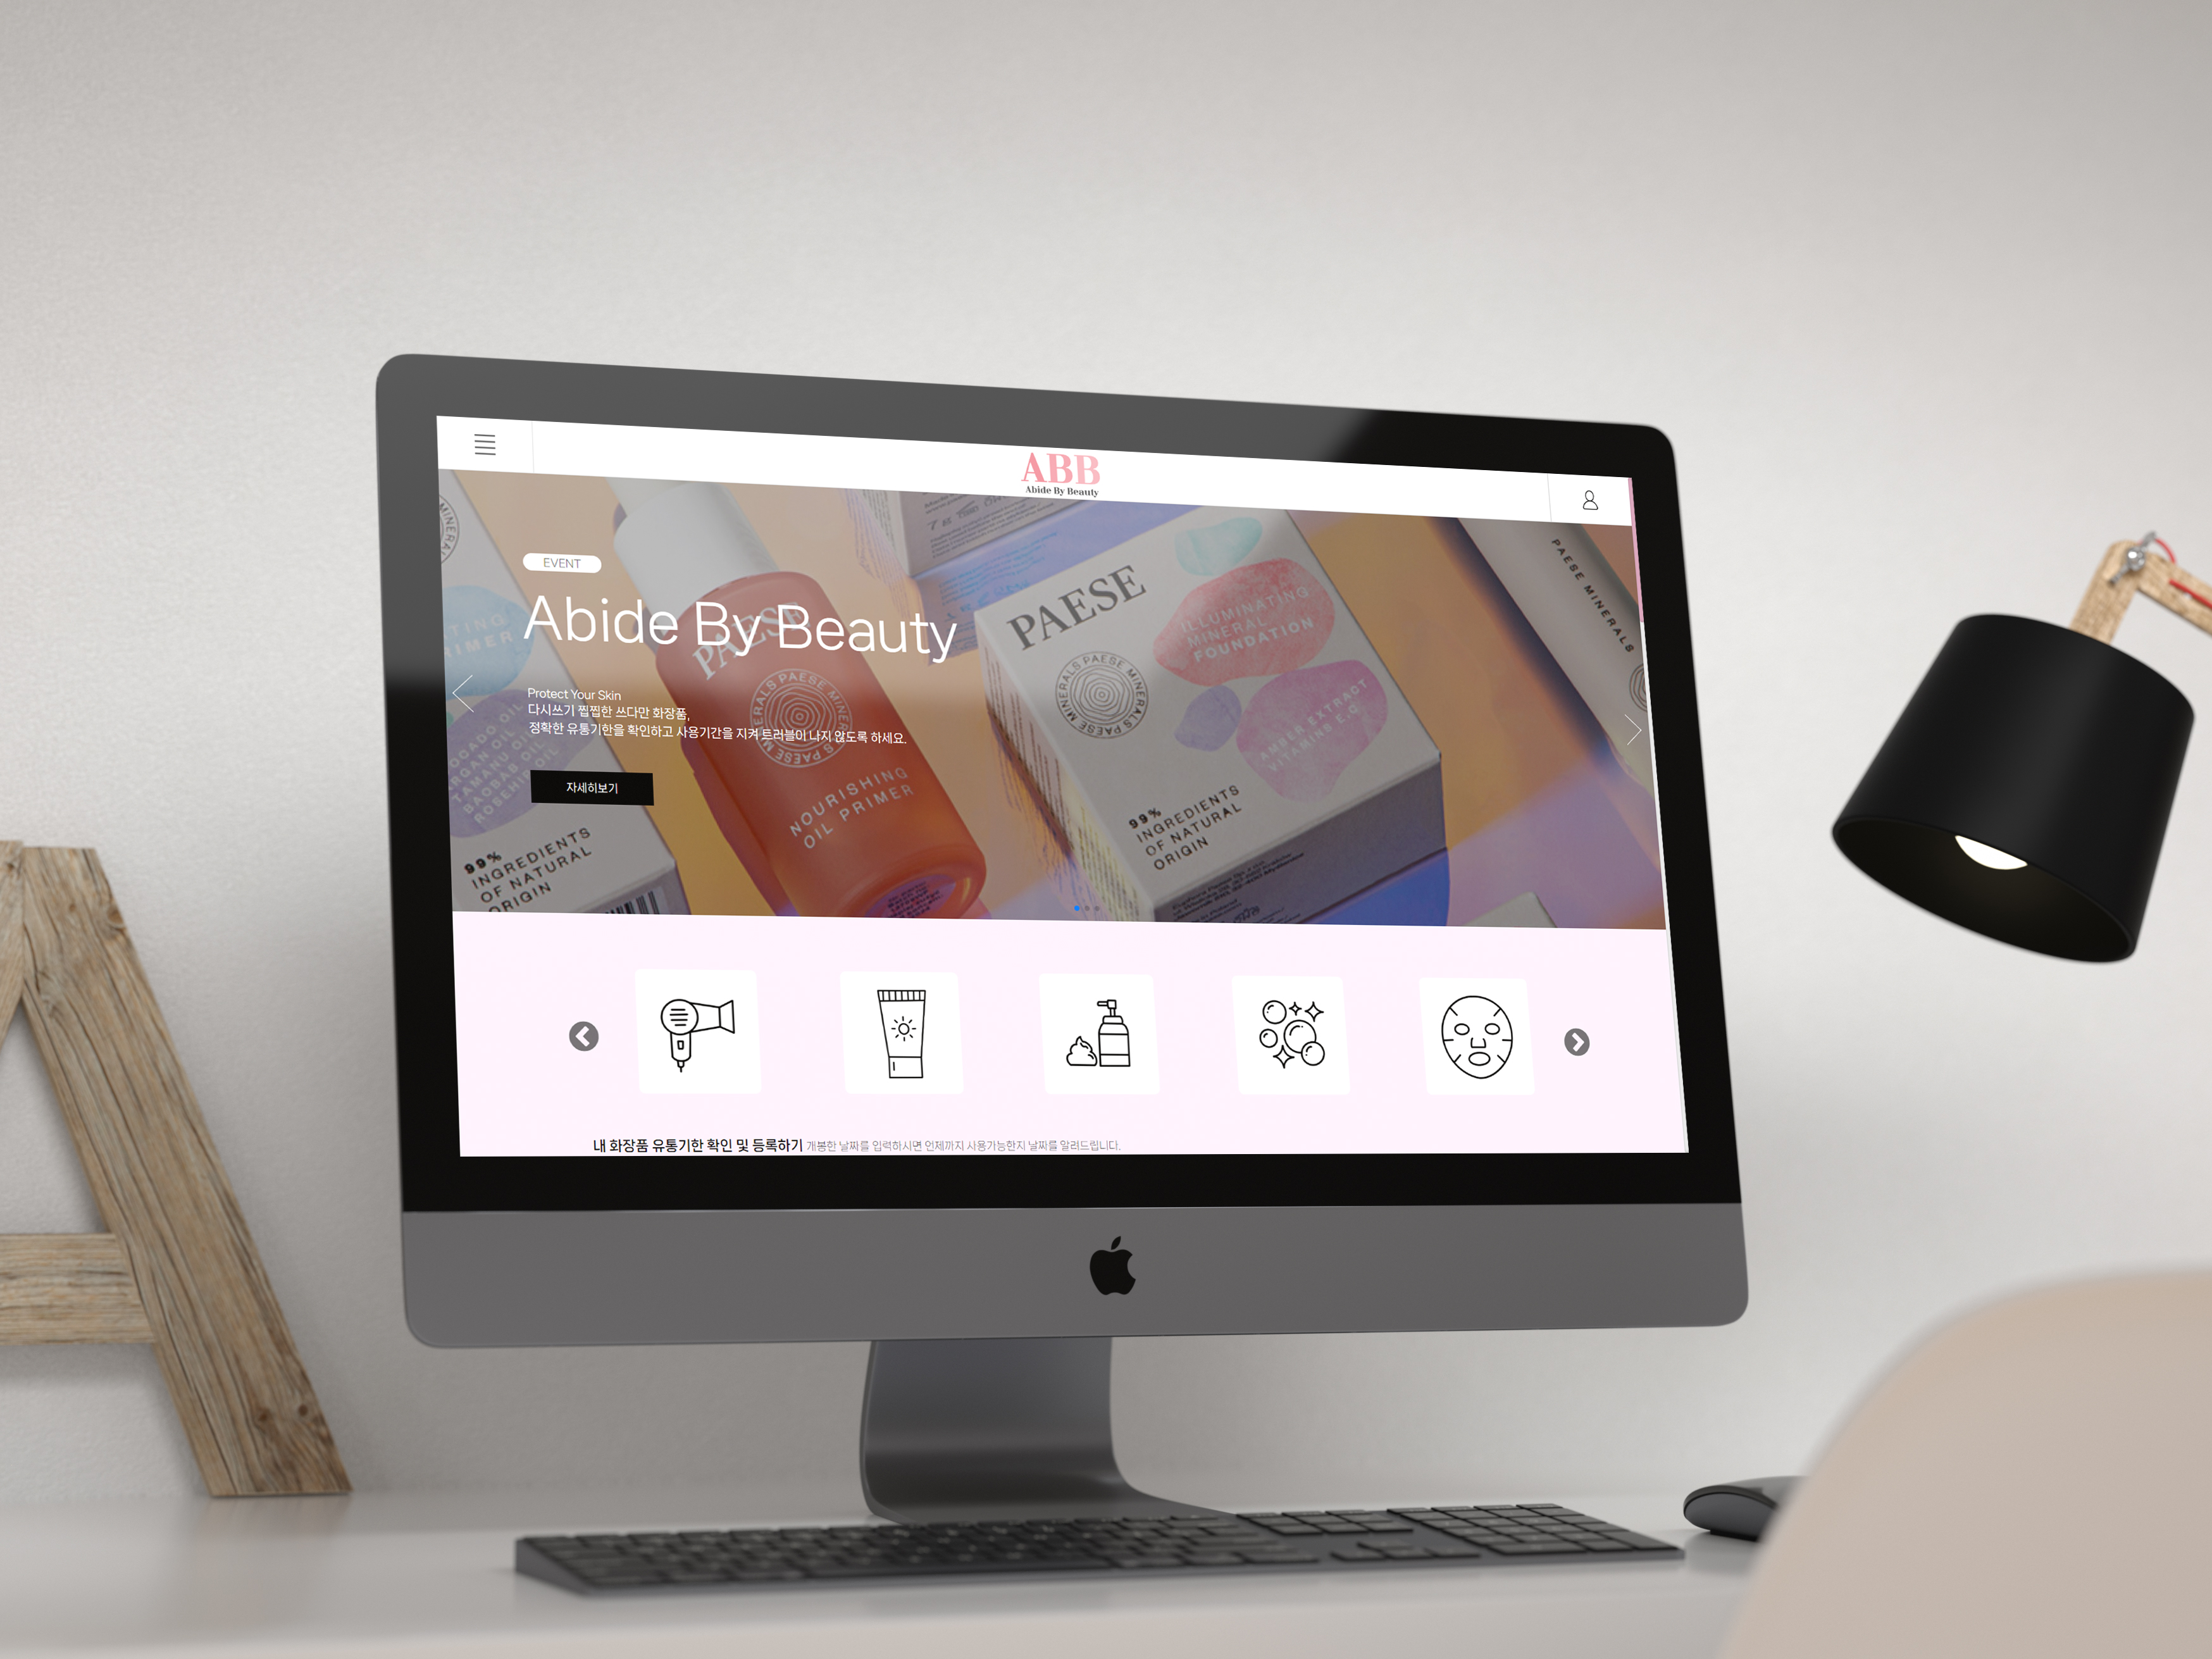 ABB
Abide By Beauty
EVENT
Abide By Beauty
Protect Your Skin
다시쓰기 찝찝한 쓰다만 화장품,
정확한 유통기한을 확인하고 사용기간을 지켜 트러블이 나지 않도록 하세요.
자세히보기
PAESE
NOURISHING
OIL PRIMER
PAESE
ILLUMINATING
MINERAL
FOUNDATION
PAESE MINERALS PAESE MINERALS
AMBER EXTRACT
VITAMINS E,C
99%
INGREDIENTS
OF NATURAL
ORIGIN
PAESE MINERALS
99%
INGREDIENTS
OF NATURAL
ORIGIN
내 화장품 유통기한 확인 및 등록하기 개봉한 날짜를 입력하시면 언제까지 사용가능한지 날짜를 알려드립니다.